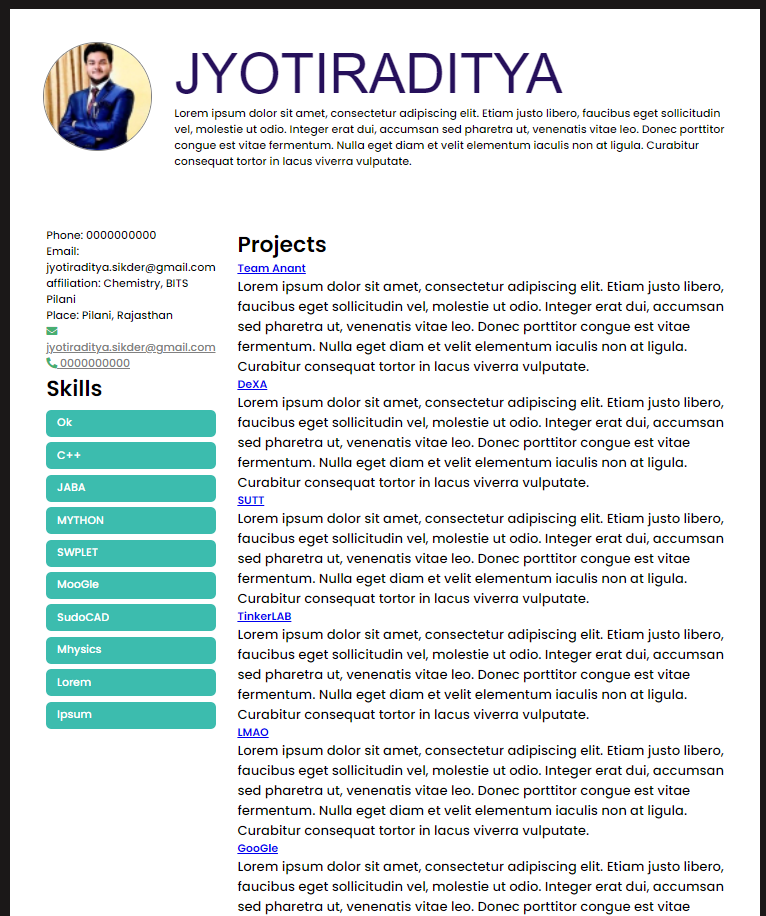 JYOTIRADITYA
Lorem ipsum dolor sit amet, consectetur adipiscing elit. Etiam justo libero, faucibus eget sollicitudin
vel, molestie ut odio. Integer erat dui, accumsan sed pharetra ut, venenatis vitae leo. Donec porttitor
congue est vitae fermentum. Nulla eget diam et velit elementum iaculis non at ligula. Curabitur
consequat tortor in lacus viverra vulputate.
Phone: 0000000000
Email:
jyotiraditya.sikder@gmail.com
affiliation: Chemistry, BITS
Pilani
Place: Pilani, Rajasthan
jyotiraditya.sikder@gmail.com
0000000000
Skills
Ok
C++
JABA
MYTHON
SWPLET
MooGle
SudoCAD
Mhysics
Lorem
Ipsum
Projects
Team Anant
Lorem ipsum dolor sit amet, consectetur adipiscing elit. Etiam justo libero,
faucibus eget sollicitudin vel, molestie ut odio. Integer erat dui, accumsan
sed pharetra ut, venenatis vitae leo. Donec porttitor congue est vitae
fermentum. Nulla eget diam et velit elementum iaculis non at ligula.
Curabitur consequat tortor in lacus viverra vulputate.
DeXA
Lorem ipsum dolor sit amet, consectetur adipiscing elit. Etiam justo libero,
faucibus eget sollicitudin vel, molestie ut odio. Integer erat dui, accumsan
sed pharetra ut, venenatis vitae leo. Donec porttitor congue est vitae
fermentum. Nulla eget diam et velit elementum iaculis non at ligula.
Curabitur consequat tortor in lacus viverra vulputate.
SUTT
Lorem ipsum dolor sit amet, consectetur adipiscing elit. Etiam justo libero,
faucibus eget sollicitudin vel, molestie ut odio. Integer erat dui, accumsan
sed pharetra ut, venenatis vitae leo. Donec porttitor congue est vitae
fermentum. Nulla eget diam et velit elementum iaculis non at ligula.
Curabitur consequat tortor in lacus viverra vulputate.
TinkerLAB
Lorem ipsum dolor sit amet, consectetur adipiscing elit. Etiam justo libero,
faucibus eget sollicitudin vel, molestie ut odio. Integer erat dui, accumsan
sed pharetra ut, venenatis vitae leo. Donec porttitor congue est vitae
fermentum. Nulla eget diam et velit elementum iaculis non at ligula.
Curabitur consequat tortor in lacus viverra vulputate.
LMAO
Lorem ipsum dolor sit amet, consectetur adipiscing elit. Etiam justo libero,
faucibus eget sollicitudin vel, molestie ut odio. Integer erat dui, accumsan
sed pharetra ut, venenatis vitae leo. Donec porttitor congue est vitae
fermentum. Nulla eget diam et velit elementum iaculis non at ligula.
Curabitur consequat tortor in lacus viverra vulputate.
GooGle
Lorem ipsum dolor sit amet, consectetur adipiscing elit. Etiam justo libero,
faucibus eget sollicitudin vel, molestie ut odio. Integer erat dui, accumsan
sed pharetra ut, venenatis vitae leo. Donec porttitor congue est vitae